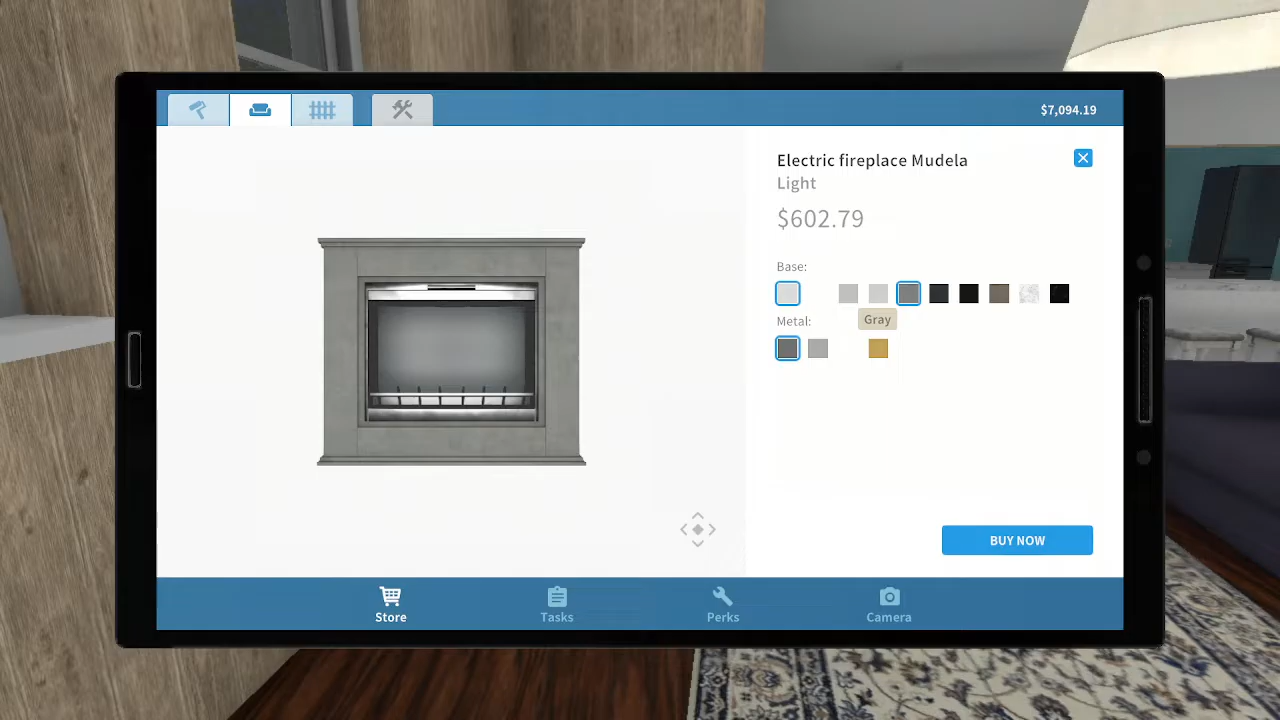 $7,094.19
Electric fireplace Mudela
Light
$602.79
Base:
Gray
Metal:
BUY NOW
Store
Tasks
Perks
Camera